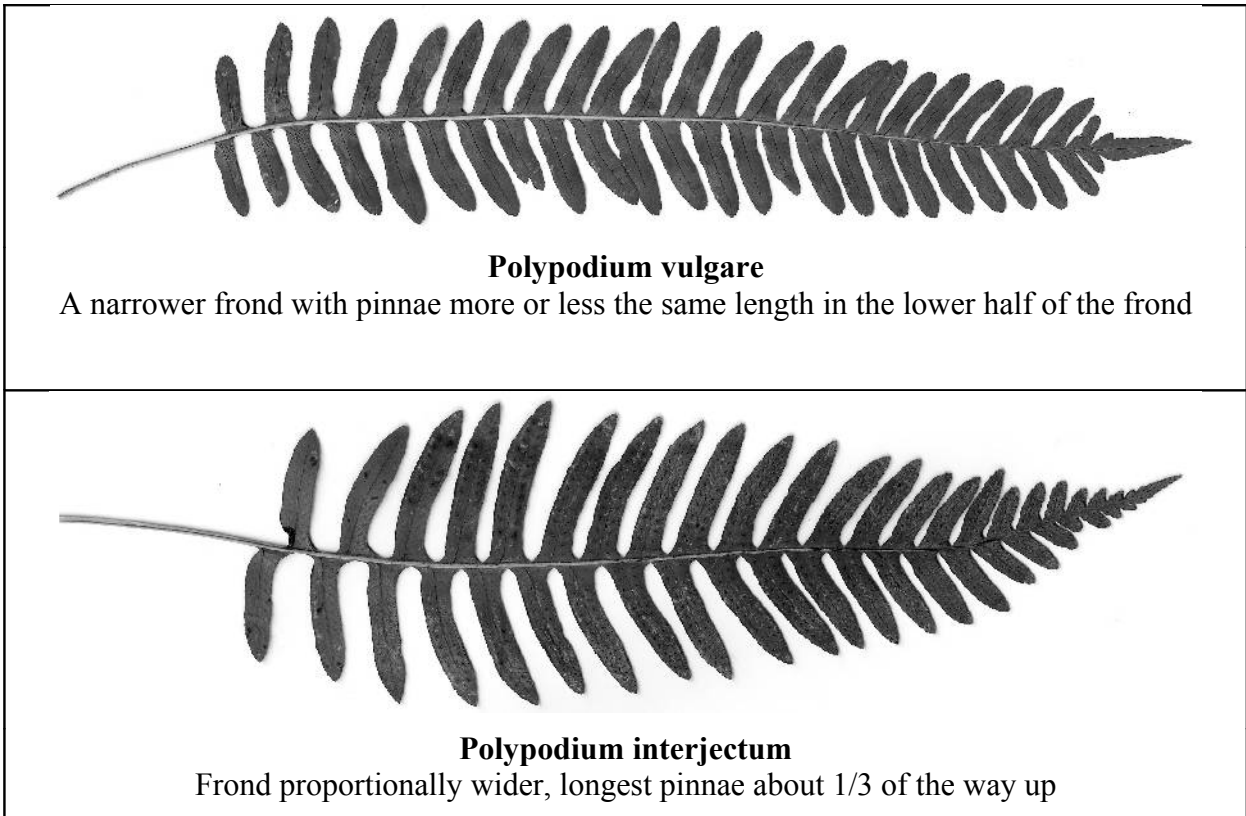 Polypodium vulgare
A narrower frond with pinnae more or less the same length in the lower half of the frond
Polypodium interjectum
Frond proportionally wider, longest pinnae about 1/3 of the way up